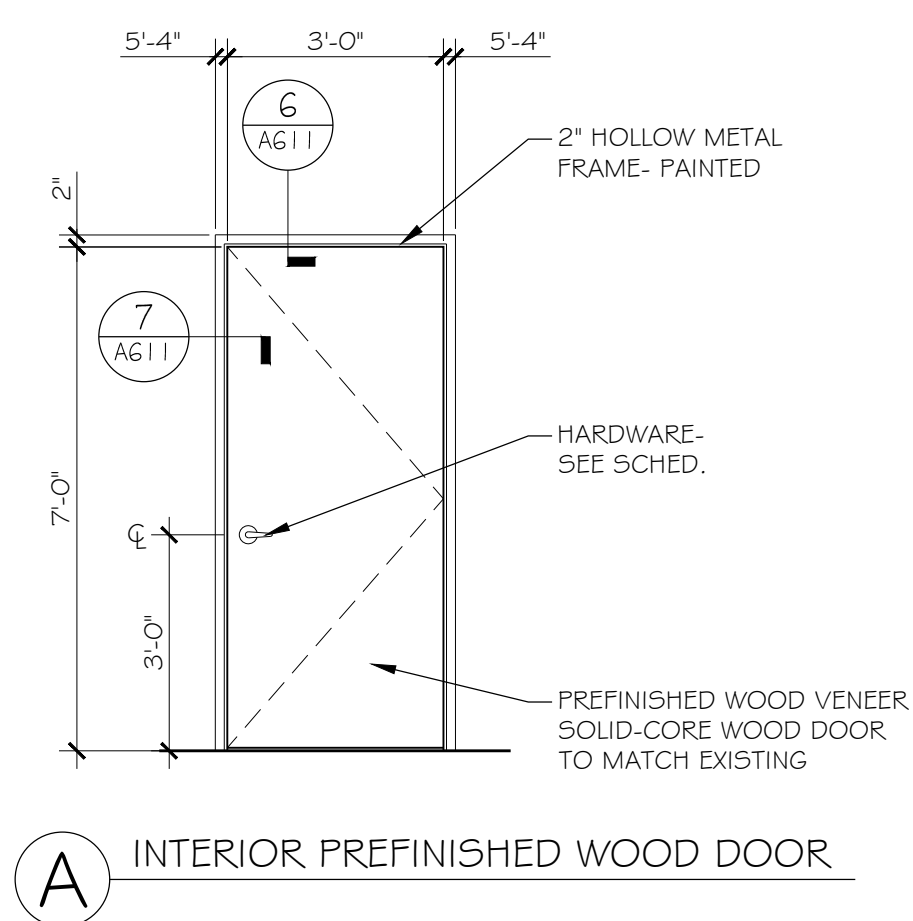 5'-4" 3'-0" 5'-4"
6
A611
2" HOLLOW METAL
FRAME- PAINTED
2"
7
A611
HARDWARE-
SEE SCHED.
7'-0"
℄
3'-0"
PREFINISHED WOOD VENEER
SOLID-CORE WOOD DOOR
TO MATCH EXISTING
A INTERIOR PREFINISHED WOOD DOOR